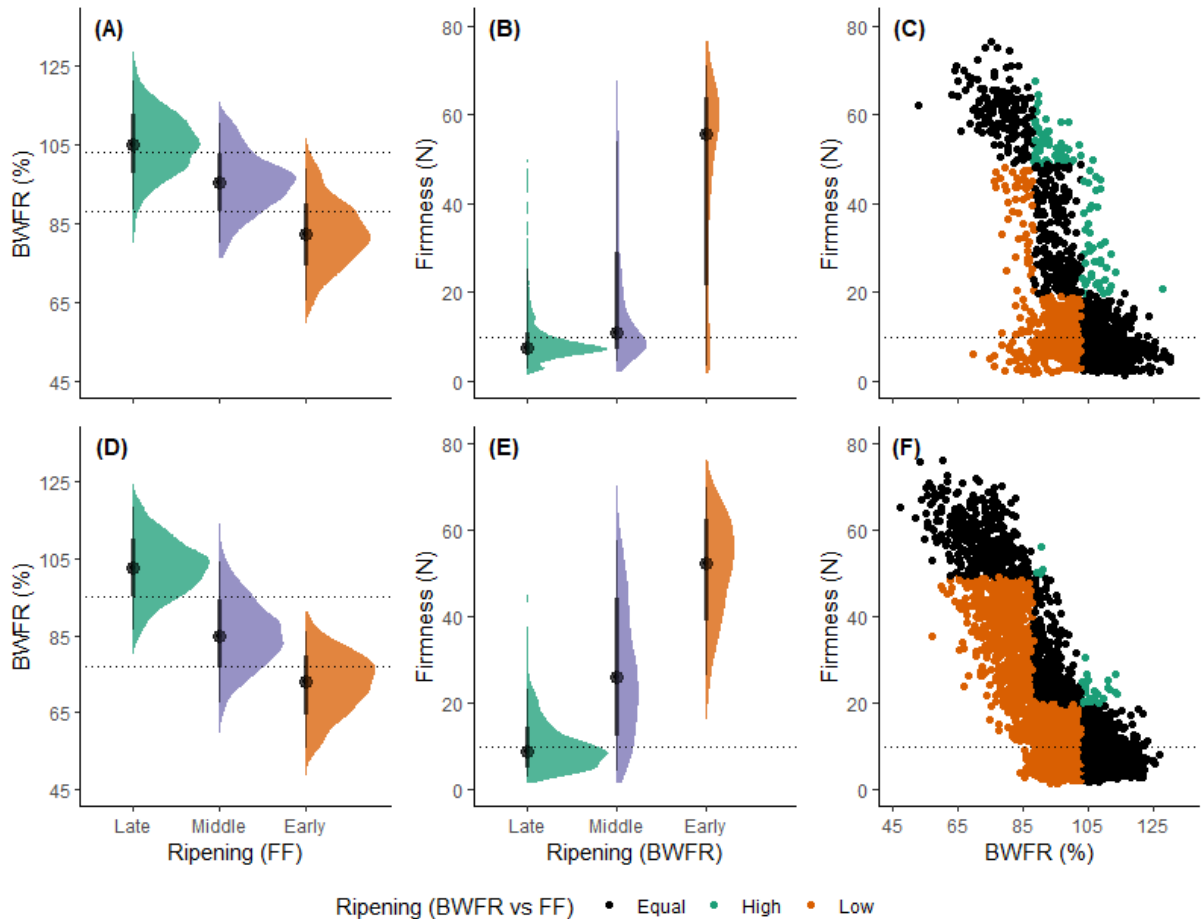 (A)
(B)
(C)
BWFR (%)
125
105
85
65
45
Firmness (N)
80
60
40
20
0
Firmness (N)
80
60
40
20
0
(D)
(E)
(F)
BWFR (%)
125
105
85
65
45
Late Middle Early
Ripening (FF)
Firmness (N)
80
60
40
20
0
Late Middle Early
Ripening (BWFR)
Firmness (N)
80
60
40
20
0
45 65 85 105 125
BWFR (%)
Ripening (BWFR vs FF) Equal High Low